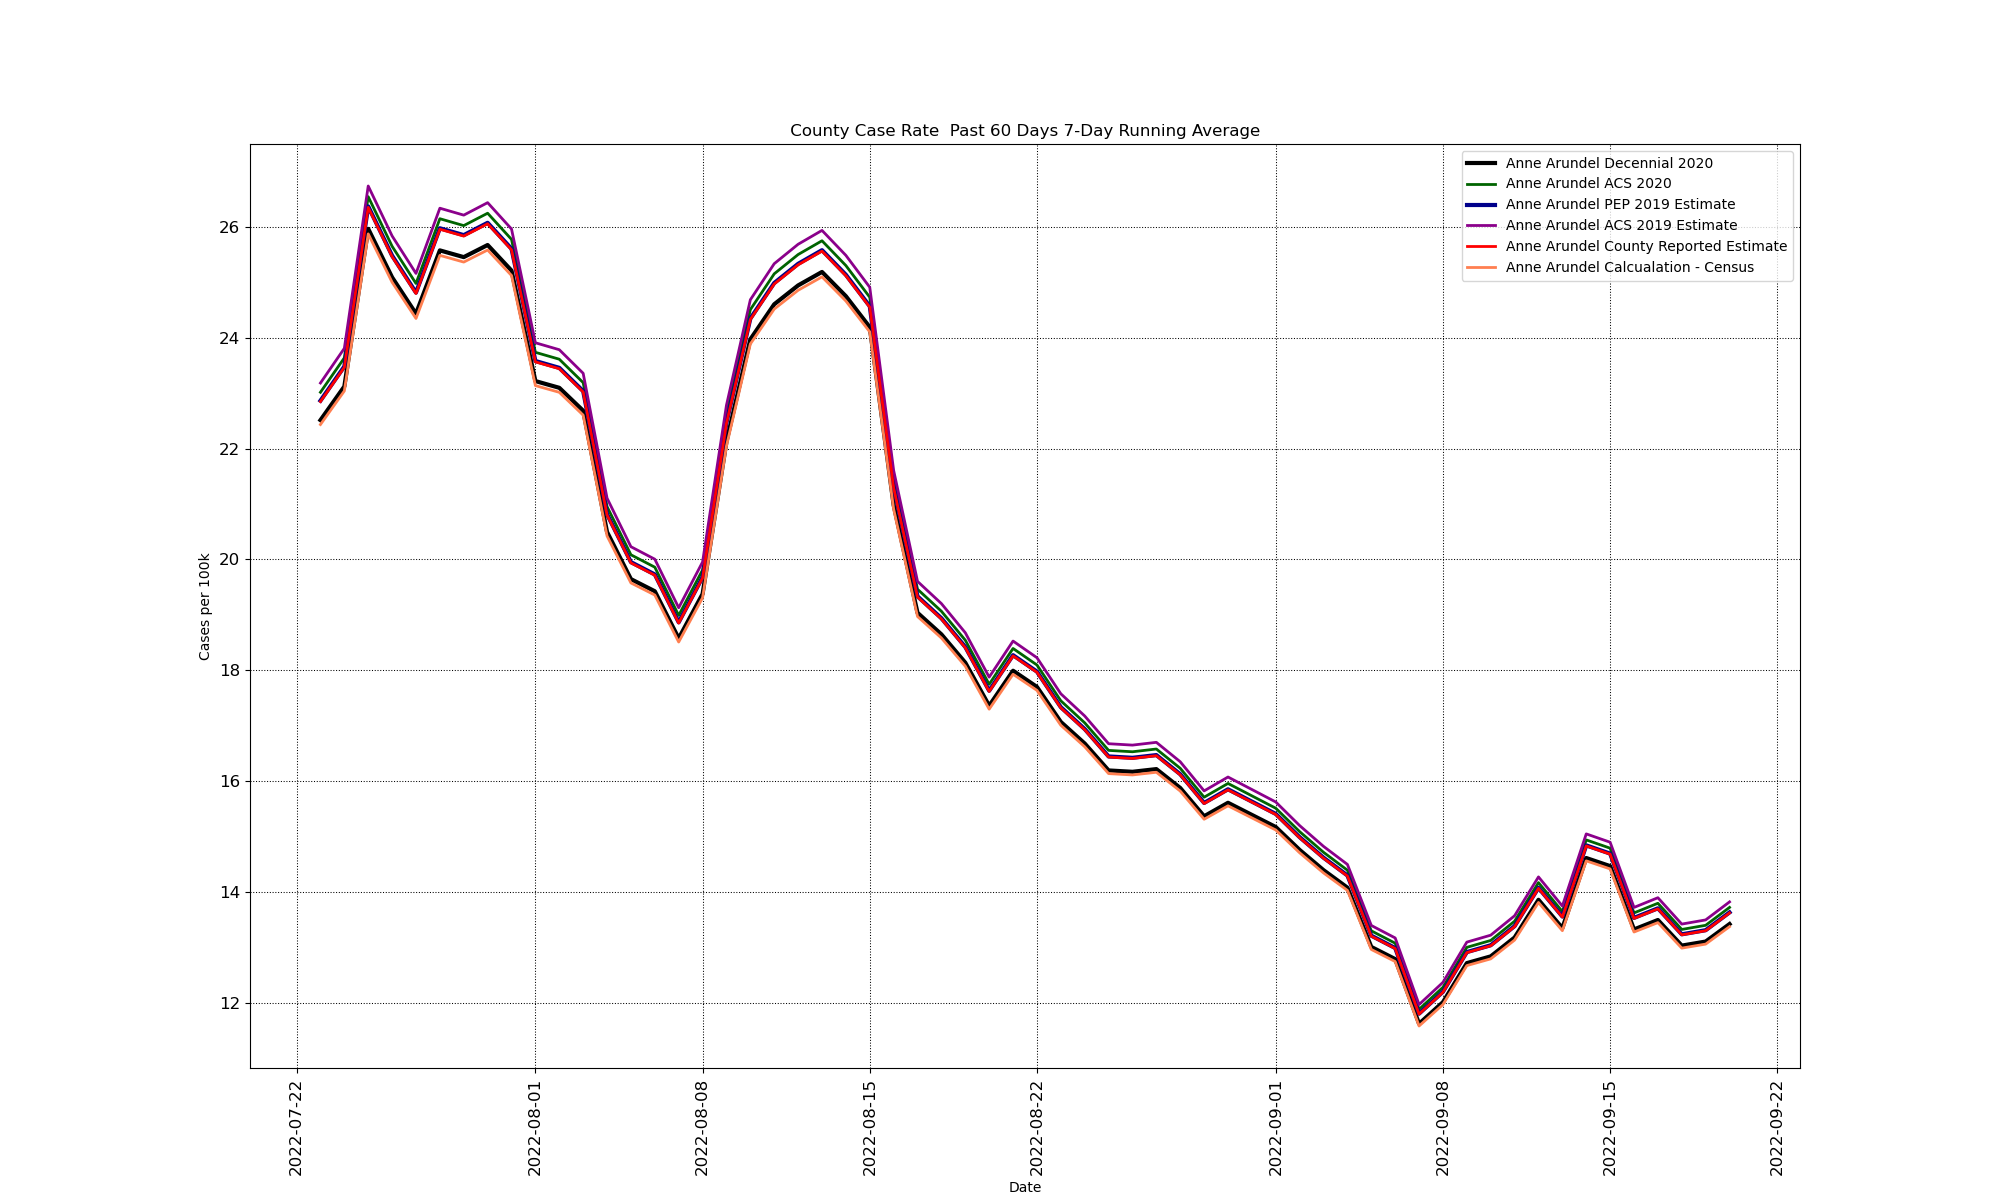 County Case Rate  Past 60 Days 7-Day Running Average
Anne Arundel Decennial 2020
Anne Arundel ACS 2020
Anne Arundel PEP 2019 Estimate
Anne Arundel ACS 2019 Estimate
Anne Arundel County Reported Estimate
Anne Arundel Calcualation - Census
26
24
22
20
18
16
14
12
Cases per 100k
2022-07-22
2022-08-01
2022-08-08
2022-08-15
2022-08-22
2022-09-01
2022-09-08
2022-09-15
2022-09-22
Date